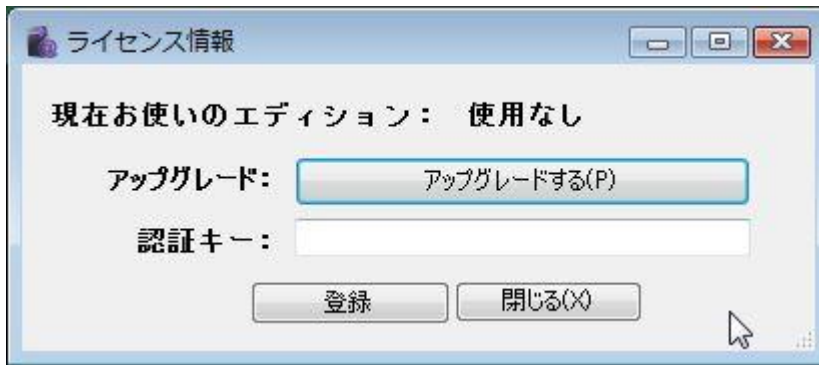 ライセンス情報
現在お使いのエディション： 使用なし
アップグレード： アップグレードする(P)
認証キー：
登録 閉じる(X)